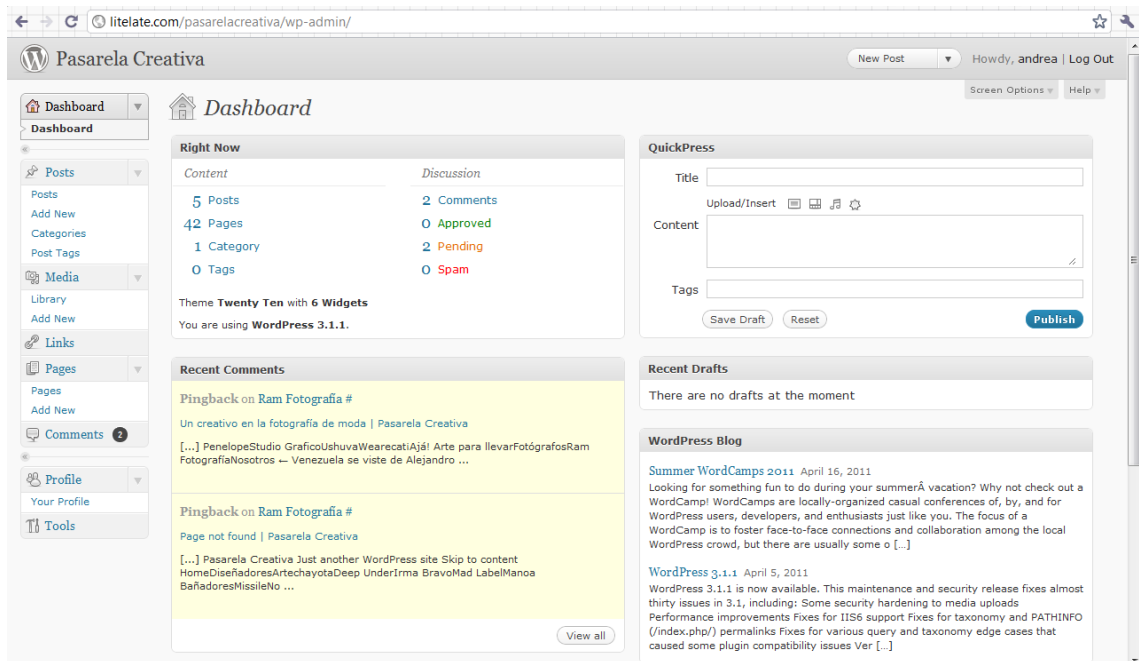 litelate.com/pasarelacreativa/wp-admin/
Pasarela Creativa
New Post
Howdy, andrea | Log Out
Screen Options
Help
Dashboard
Dashboard
Posts
Posts
Add New
Categories
Post Tags
Media
Library
Add New
Links
Pages
Pages
Add New
Comments 2
Profile
Your Profile
Tools
Dashboard
Right Now
Content
Discussion
5 Posts
2 Comments
42 Pages
0 Approved
1 Category
2 Pending
0 Tags
0 Spam
Theme Twenty Ten with 6 Widgets
You are using WordPress 3.1.1.
Recent Comments
Pingback on Ram Fotografía #
Un creativo en la fotografía de moda | Pasarela Creativa
[...] PenelopeStudio GraficoUshuvaWearecatiAjá! Arte para llevarFotógrafosRam
FotografíaNosotros ← Venezuela se viste de Alejandro ...
Pingback on Ram Fotografía #
Page not found | Pasarela Creativa
[...] Pasarela Creativa Just another WordPress site Skip to content
HomeDiseñadoresArtechayotaDeep UnderIrma BravoMad LabelManoa
BañadoresMissileNo ...
View all
QuickPress
Title
Upload/Insert
Content
Tags
Save Draft
Reset
Publish
Recent Drafts
There are no drafts at the moment
WordPress Blog
Summer WordCamps 2011 April 16, 2011
Looking for something fun to do during your summerÂ vacation? Why not check out a
WordCamp! WordCamps are locally-organized casual conferences of, by, and for
WordPress users, developers, and enthusiasts just like you. The focus of a
WordCamp is to foster face-to-face connections and collaboration among the local
WordPress crowd, but there are usually some o [...]
WordPress 3.1.1 April 5, 2011
WordPress 3.1.1 is now available. This maintenance and security release fixes almost
thirty issues in 3.1, including: Some security hardening to media uploads
Performance improvements Fixes for IIS6 support Fixes for taxonomy and PATHINFO
(/index.php/) permalinks Fixes for various query and taxonomy edge cases that
caused some plugin compatibility issues Ver [...]